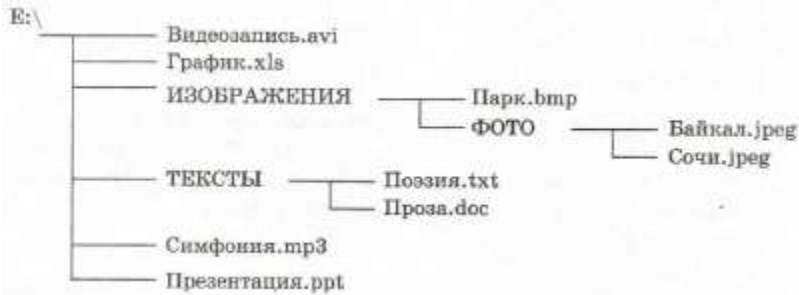 E:\
Видеозапись.avi
График.xls
ИЗОБРАЖЕНИЯ Парк.bmp
ФОТО Байкал.jpeg
Сочи.jpeg
ТЕКСТЫ Поэзия.txt
Проза.doc
Симфония.mp3
Презентация.ppt